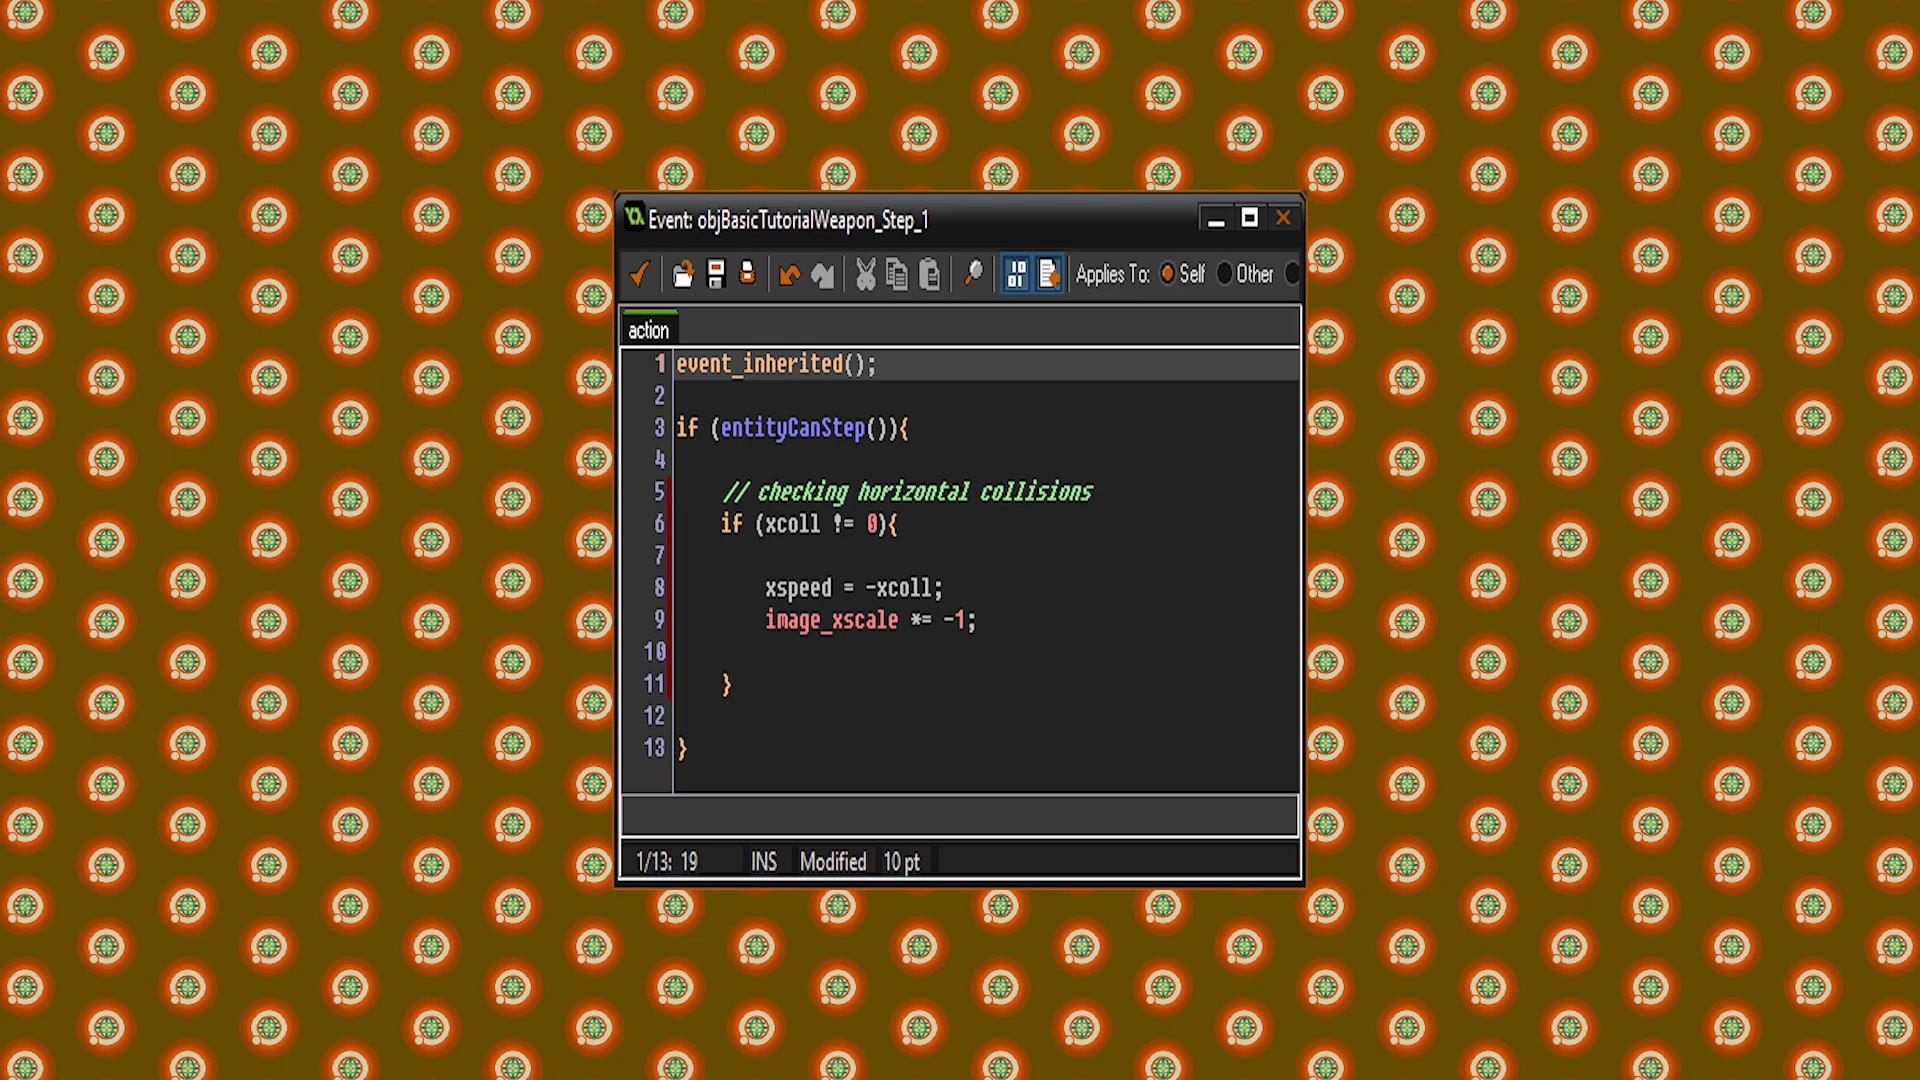 Event: objBasicTutorialWeapon_Step_1
Applies To: Self Other
action
1 event_inherited();
2
3 if (entityCanStep()){
4
5 // checking horizontal collisions
6 if (xcoll != 0){
7
8 xspeed = -xcoll;
9 image_xscale *= -1;
10
11 }
12
13 }
1/13: 19 INS Modified 10 pt